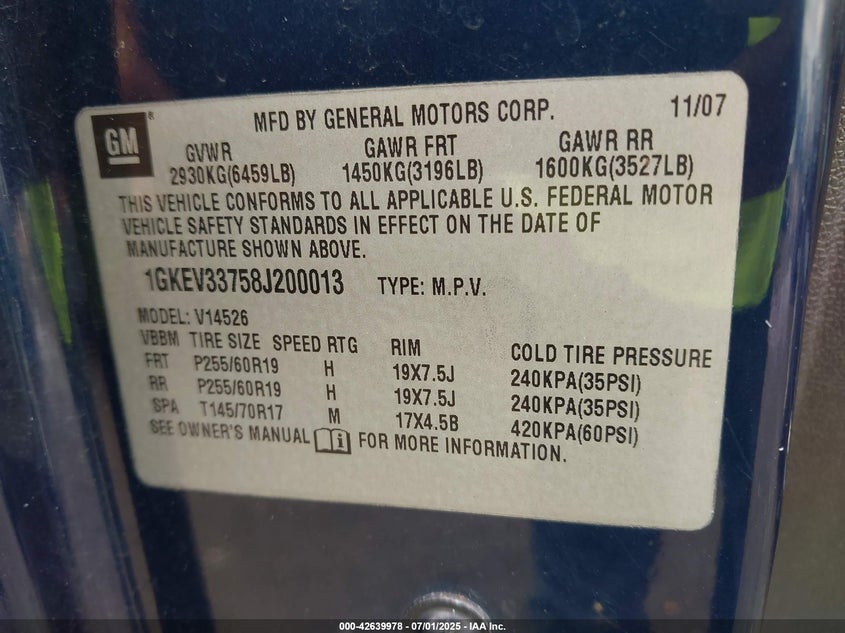 GM
®
MFD BY GENERAL MOTORS CORP. 11/07
GVWR GAWR FRT GAWR RR
2930KG(6459LB) 1450KG(3196LB) 1600KG(3527LB)
THIS VEHICLE CONFORMS TO ALL APPLICABLE U.S. FEDERAL MOTOR
VEHICLE SAFETY STANDARDS IN EFFECT ON THE DATE OF
MANUFACTURE SHOWN ABOVE.
1GKEV33758J200013 TYPE: M.P.V.
MODEL: V14526
VBBM TIRE SIZE SPEED RTG RIM COLD TIRE PRESSURE
FRT P255/60R19 H 19X7.5J 240KPA(35PSI)
RR P255/60R19 H 19X7.5J 240KPA(35PSI)
SPA T145/70R17 M 17X4.5B 420KPA(60PSI)
SEE OWNER'S MANUAL FOR MORE INFORMATION.
000-42639978 - 07/01/2025 - IAA Inc.